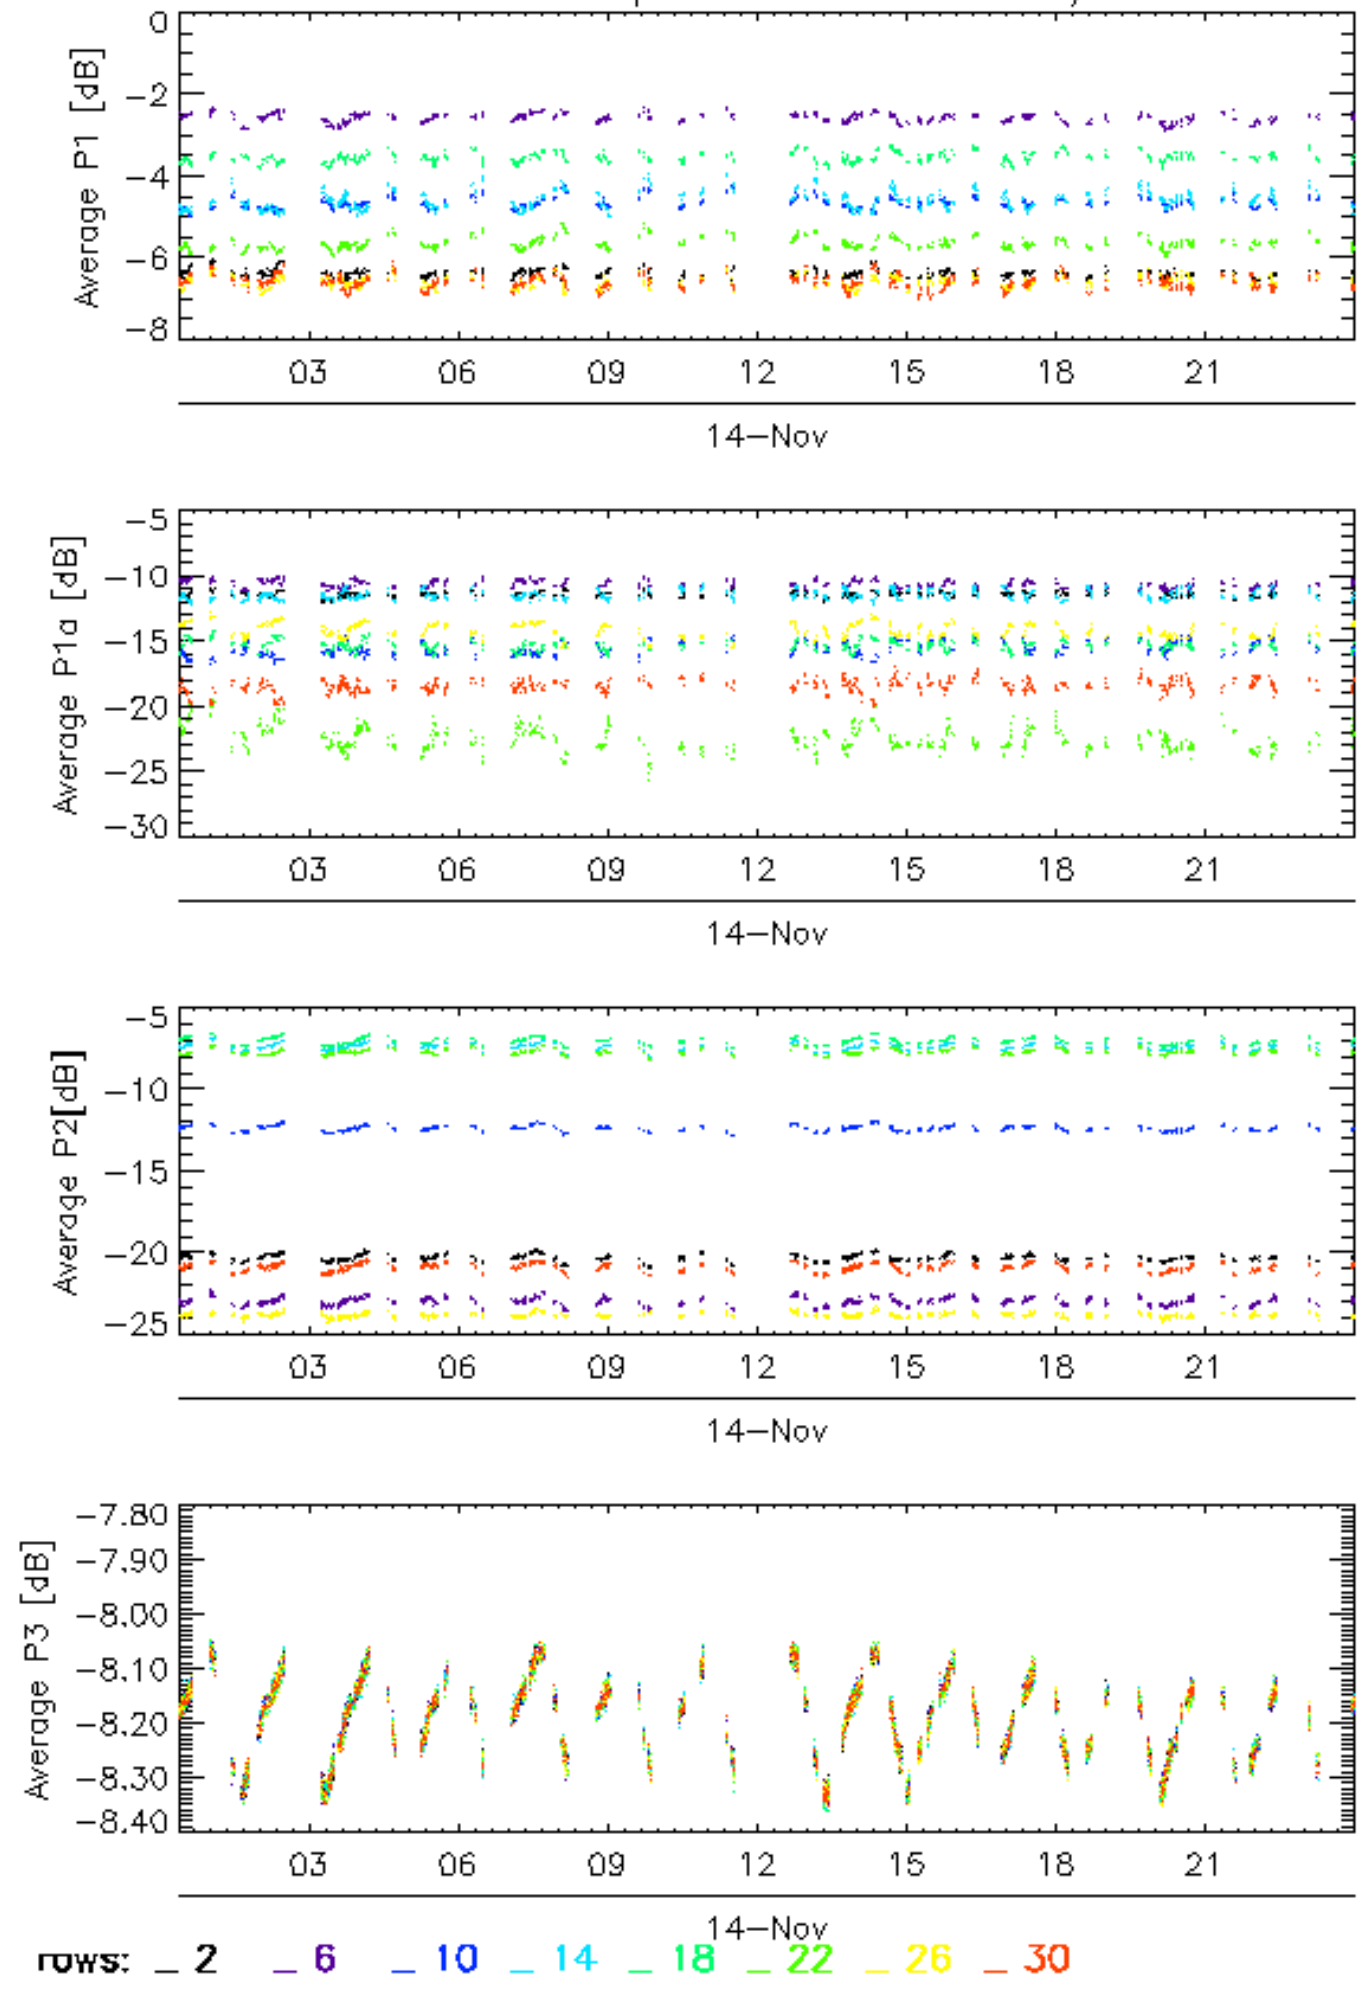 0
−2
−4
−6
−8
Average P1 [dB]
03 06 09 12 15 18 21
14−Nov
−5
−10
−15
−20
−25
−30
Average P1a [dB]
03 06 09 12 15 18 21
14−Nov
−5
−10
−15
−20
−25
Average P2[dB]
03 06 09 12 15 18 21
14−Nov
−7.80
−7.90
−8.00
−8.10
−8.20
−8.30
−8.40
Average P3 [dB]
03 06 09 12 15 18 21
14−Nov
rows: _ 2 _ 6 _ 10 _ 14 _ 18 _ 22 _ 26 _ 30